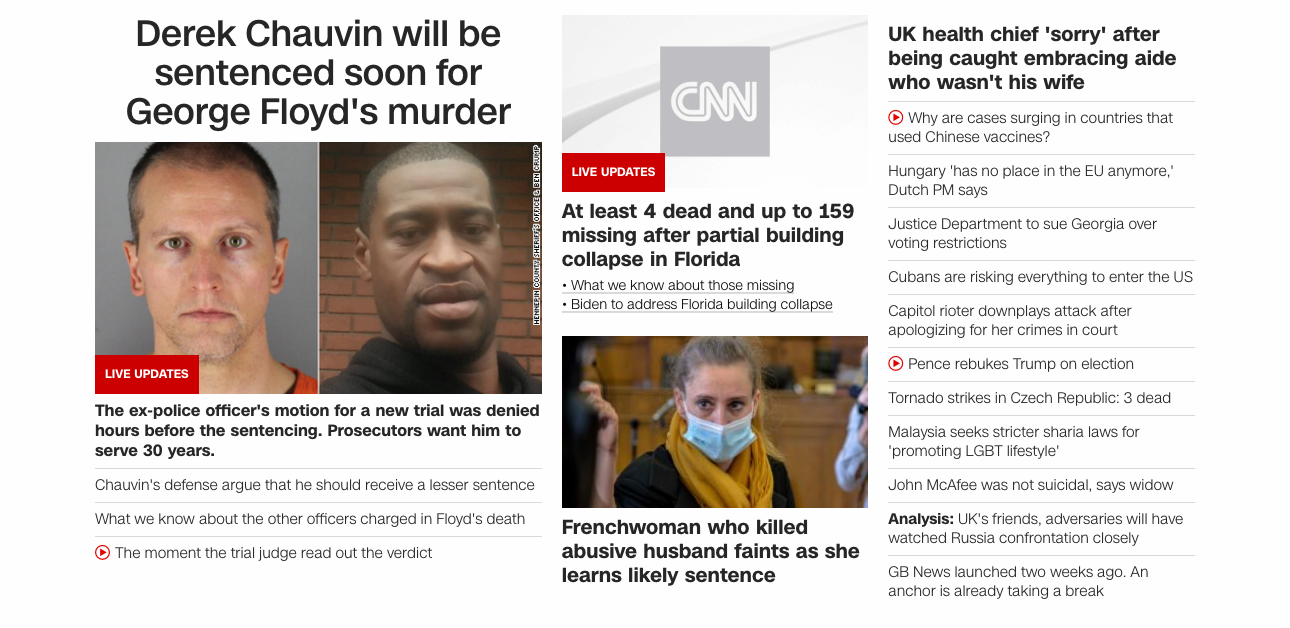 Derek Chauvin will be
sentenced soon for
George Floyd's murder
HENNEPIN COUNTY SHERIFF'S OFFICE & BEN CRUMP
LIVE UPDATES
The ex-police officer's motion for a new trial was denied
hours before the sentencing. Prosecutors want him to
serve 30 years.
Chauvin's defense argue that he should receive a lesser sentence
What we know about the other officers charged in Floyd's death
The moment the trial judge read out the verdict
CNN
LIVE UPDATES
At least 4 dead and up to 159
missing after partial building
collapse in Florida
• What we know about those missing
• Biden to address Florida building collapse
Frenchwoman who killed
abusive husband faints as she
learns likely sentence
UK health chief 'sorry' after
being caught embracing aide
who wasn't his wife
Why are cases surging in countries that
used Chinese vaccines?
Hungary 'has no place in the EU anymore,'
Dutch PM says
Justice Department to sue Georgia over
voting restrictions
Cubans are risking everything to enter the US
Capitol rioter downplays attack after
apologizing for her crimes in court
Pence rebukes Trump on election
Tornado strikes in Czech Republic: 3 dead
Malaysia seeks stricter sharia laws for
'promoting LGBT lifestyle'
John McAfee was not suicidal, says widow
Analysis: UK's friends, adversaries will have
watched Russia confrontation closely
GB News launched two weeks ago. An
anchor is already taking a break